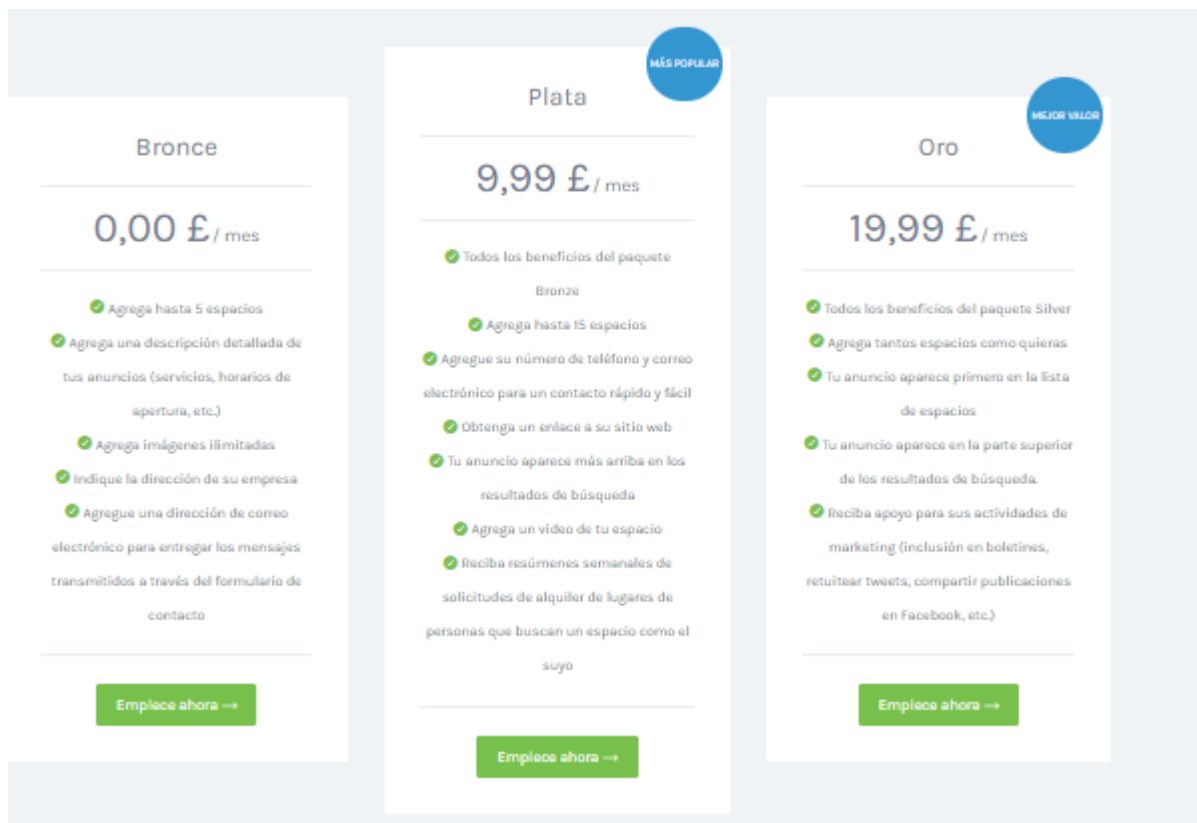 Bronce
0,00 £ / mes
Agrega hasta 5 espacios
Agrega una descripción detallada de
tus anuncios (servicios, horarios de
apertura, etc.)
Agrega imágenes ilimitadas
Indique la dirección de su empresa
Agregue una dirección de correo
electrónico para entregar los mensajes
transmitidos a través del formulario de
contacto
Empiece ahora →
MÁS POPULAR
Plata
9,99 £ / mes
Todos los beneficios del paquete
Bronze
Agrega hasta 15 espacios
Agregue su número de teléfono y correo
electrónico para un contacto rápido y fácil
Obtenga un enlace a su sitio web
Tu anuncio aparece más arriba en los
resultados de búsqueda
Agrega un video de tu espacio
Reciba resúmenes semanales de
solicitudes de alquiler de lugares de
personas que buscan un espacio como el
suyo
Empiece ahora →
MEJOR VALOR
Oro
19,99 £ / mes
Todos los beneficios del paquete Silver
Agrega tantos espacios como quieras
Tu anuncio aparece primero en la lista
de espacios
Tu anuncio aparece en la parte superior
de los resultados de búsqueda.
Reciba apoyo para sus actividades de
marketing (inclusión en boletines,
retuitear tweets, compartir publicaciones
en Facebook, etc.)
Empiece ahora →